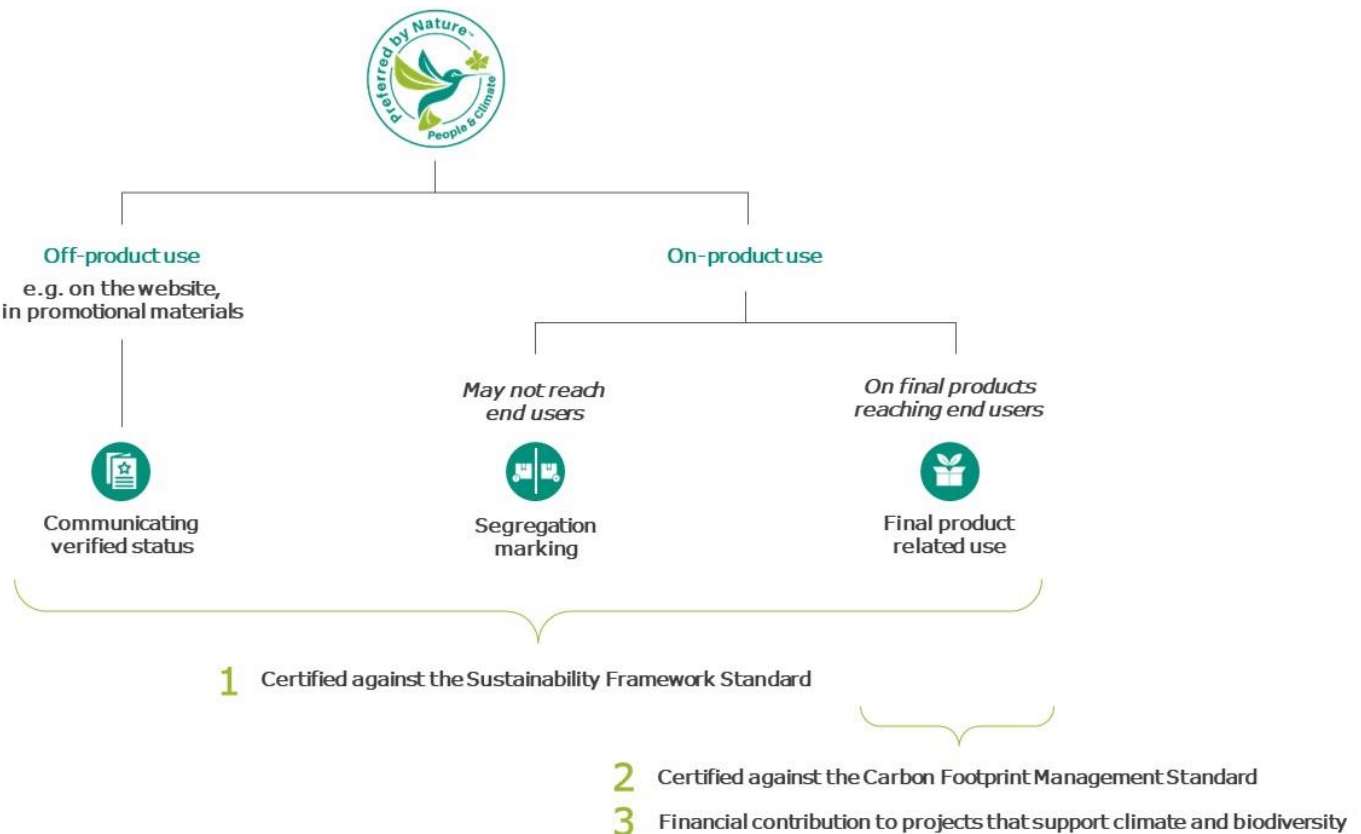 Preferred by Nature™
People & Climate
Off-product use
e.g. on the website,
in promotional materials
On-product use
May not reach
end users
On final products
reaching end users
Communicating
verified status
Segregation
marking
Final product
related use
1 Certified against the Sustainability Framework Standard
2 Certified against the Carbon Footprint Management Standard
3 Financial contribution to projects that support climate and biodiversity